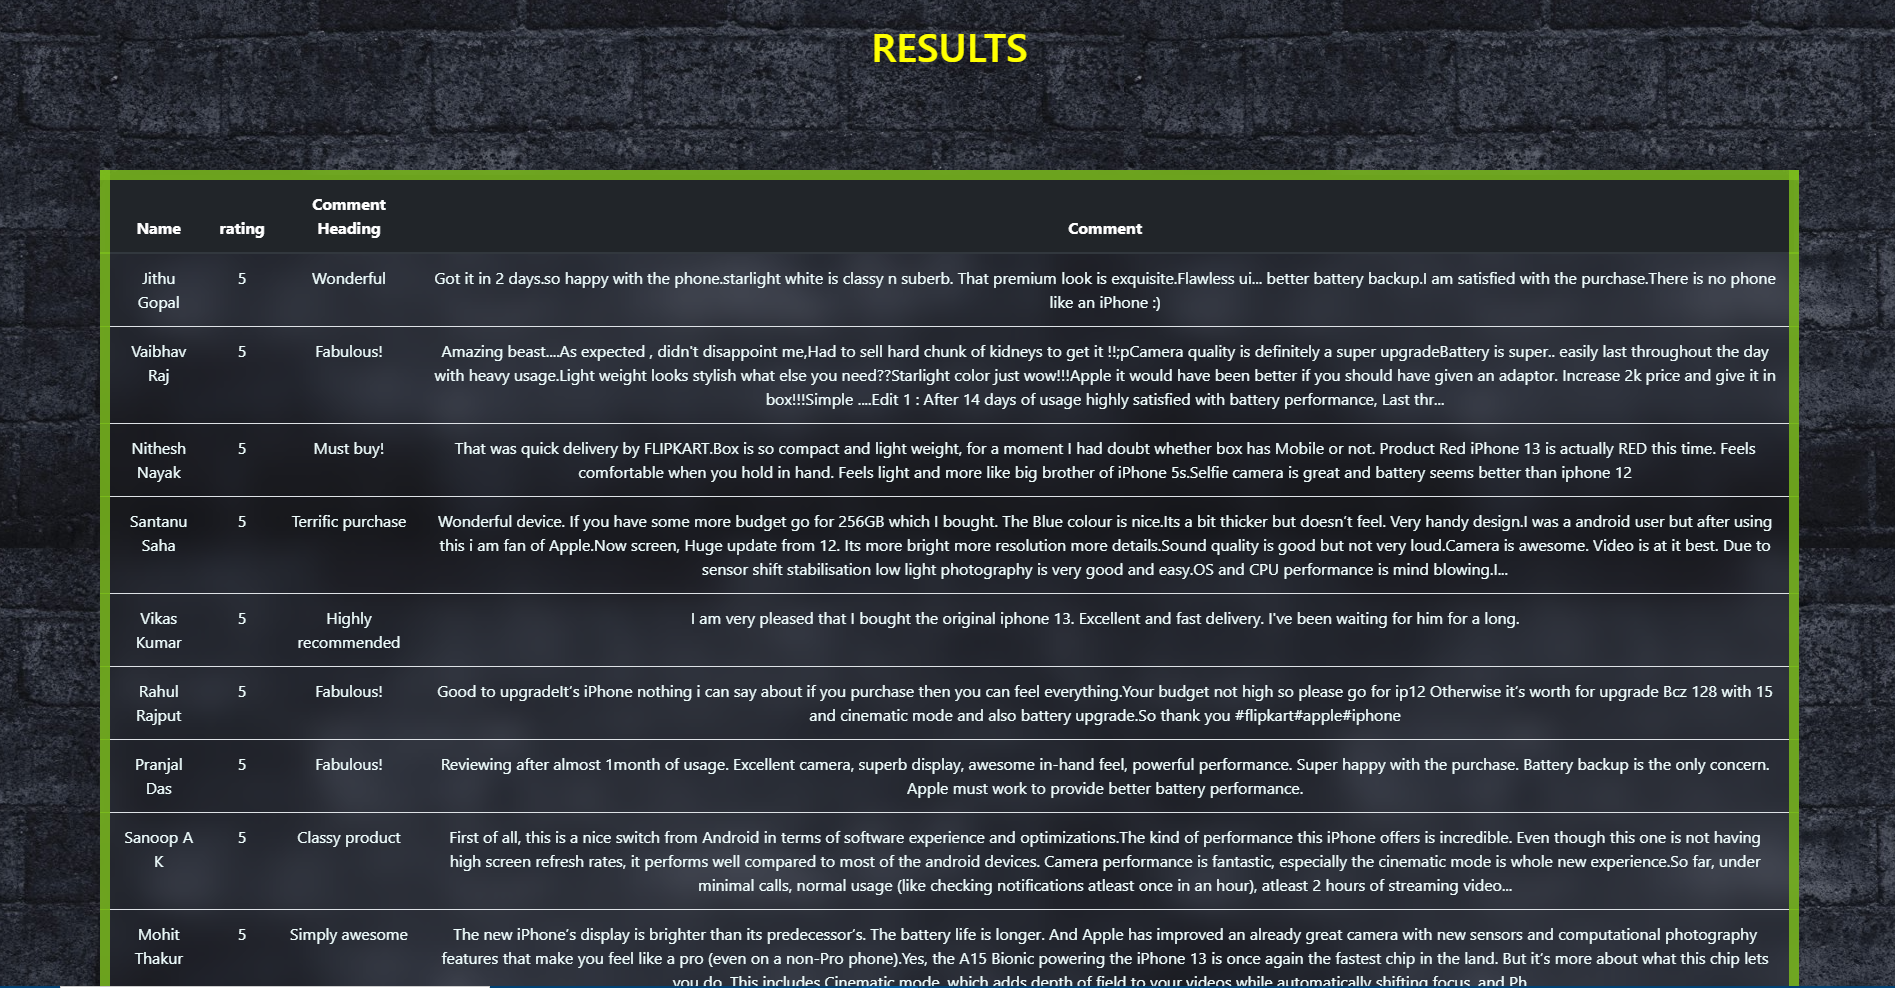 RESULTS
Name rating Comment Heading Comment
Jithu Gopal 5 Wonderful Got it in 2 days.so happy with the phone.starlight white is classy n suberb. That premium look is exquisite.Flawless ui... better battery backup.I am satisfied with the purchase.There is no phone
like an iPhone :)
Vaibhav Raj 5 Fabulous! Amazing beast....As expected , didn't disappoint me,Had to sell hard chunk of kidneys to get it !!;pCamera quality is definitely a super upgradeBattery is super.. easily last throughout the day
with heavy usage.Light weight looks stylish what else you need??Starlight color just wow!!!Apple it would have been better if you should have given an adaptor. Increase 2k price and give it in
box!!!Simple ....Edit 1 : After 14 days of usage highly satisfied with battery performance, Last thr...
Nithesh Nayak 5 Must buy! That was quick delivery by FLIPKART.Box is so compact and light weight, for a moment I had doubt whether box has Mobile or not. Product Red iPhone 13 is actually RED this time. Feels
comfortable when you hold in hand. Feels light and more like big brother of iPhone 5s.Selfie camera is great and battery seems better than iphone 12
Santanu Saha 5 Terrific purchase Wonderful device. If you have some more budget go for 256GB which I bought. The Blue colour is nice.Its a bit thicker but doesn’t feel. Very handy design.I was a android user but after using
this i am fan of Apple.Now screen, Huge update from 12. Its more bright more resolution more details.Sound quality is good but not very loud.Camera is awesome. Video is at it best. Due to
sensor shift stabilisation low light photography is very good and easy.OS and CPU performance is mind blowing.I...
Vikas Kumar 5 Highly recommended I am very pleased that I bought the original iphone 13. Excellent and fast delivery. I've been waiting for him for a long.
Rahul Rajput 5 Fabulous! Good to upgradeIt’s iPhone nothing i can say about if you purchase then you can feel everything.Your budget not high so please go for ip12 Otherwise it’s worth for upgrade Bcz 128 with 15
and cinematic mode and also battery upgrade.So thank you #flipkart#apple#iphone
Pranjal Das 5 Fabulous! Reviewing after almost 1month of usage. Excellent camera, superb display, awesome in-hand feel, powerful performance. Super happy with the purchase. Battery backup is the only concern.
Apple must work to provide better battery performance.
Sanoop A K 5 Classy product First of all, this is a nice switch from Android in terms of software experience and optimizations.The kind of performance this iPhone offers is incredible. Even though this one is not having
high screen refresh rates, it performs well compared to most of the android devices. Camera performance is fantastic, especially the cinematic mode is whole new experience.So far, under
minimal calls, normal usage (like checking notifications atleast once in an hour), atleast 2 hours of streaming video...
Mohit Thakur 5 Simply awesome The new iPhone’s display is brighter than its predecessor’s. The battery life is longer. And Apple has improved an already great camera with new sensors and computational photography
features that make you feel like a pro (even on a non-Pro phone).Yes, the A15 Bionic powering the iPhone 13 is once again the fastest chip in the land. But it’s more about what this chip lets
you do. This includes Cinematic mode, which adds depth of field to your videos while automatically shifting focus, and Ph